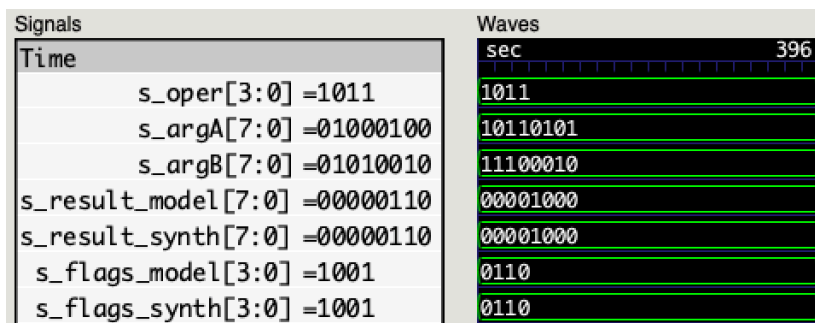 Signals Waves
Time sec 396
s_oper[3:0] =1011 1011
s_argA[7:0] =01000100 10110101
s_argB[7:0] =01010010 11100010
s_result_model[7:0] =00000110 00001000
s_result_synth[7:0] =00000110 00001000
s_flags_model[3:0] =1001 0110
s_flags_synth[3:0] =1001 0110